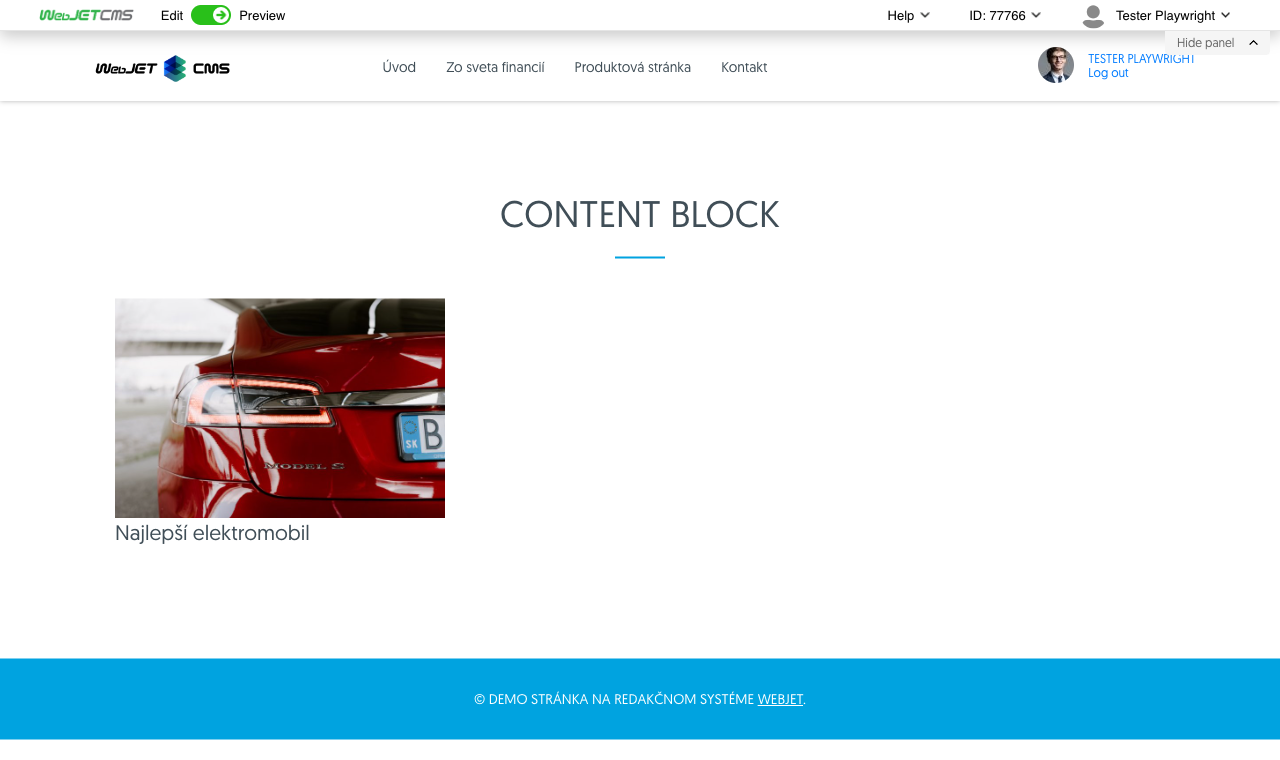 WebJETCMS Edit Preview Help ID: 77766 Tester Playwright
Hide panel
WebJET CMS Úvod Zo sveta financií Produktová stránka Kontakt
TESTER PLAYWRIGHT
Log out
CONTENT BLOCK
B
SK
MODEL S
Najlepší elektromobil
© DEMO STRÁNKA NA REDAKČNOM SYSTÉME WEBJET.